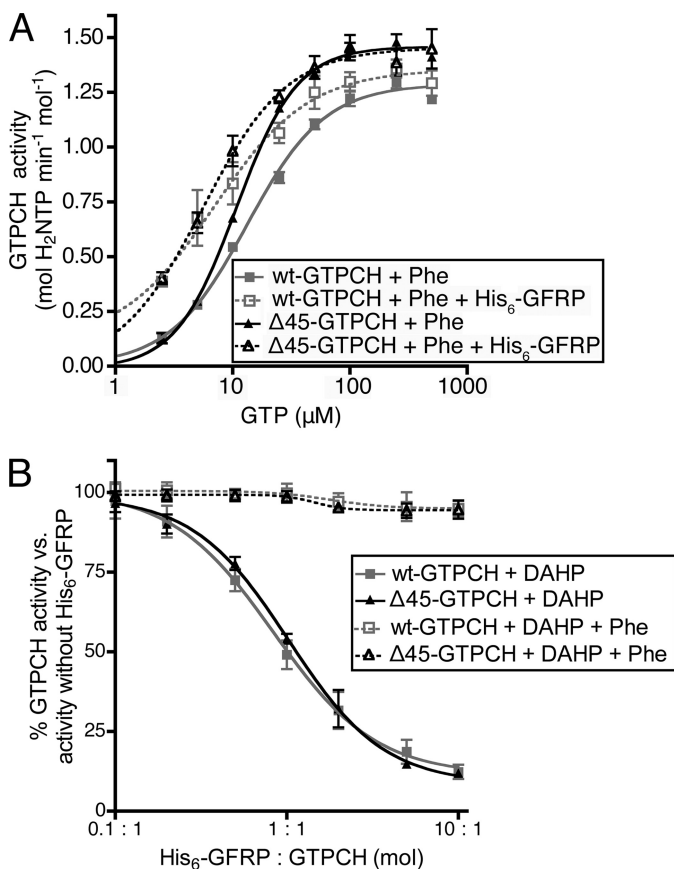 A
GTPCH activity
(mol H₂NTP min⁻¹ mol⁻¹)
1.50
1.25
1.00
0.75
0.50
0.25
0.00
wt-GTPCH + Phe
wt-GTPCH + Phe + His₆-GFRP
Δ45-GTPCH + Phe
Δ45-GTPCH + Phe + His₆-GFRP
1 10 100 1000
GTP (μM)
B
% GTPCH activity vs.
activity without His₆-GFRP
100
75
50
25
0
wt-GTPCH + DAHP
Δ45-GTPCH + DAHP
wt-GTPCH + DAHP + Phe
Δ45-GTPCH + DAHP + Phe
0.1 : 1 1 : 1 10 : 1
His₆-GFRP : GTPCH (mol)